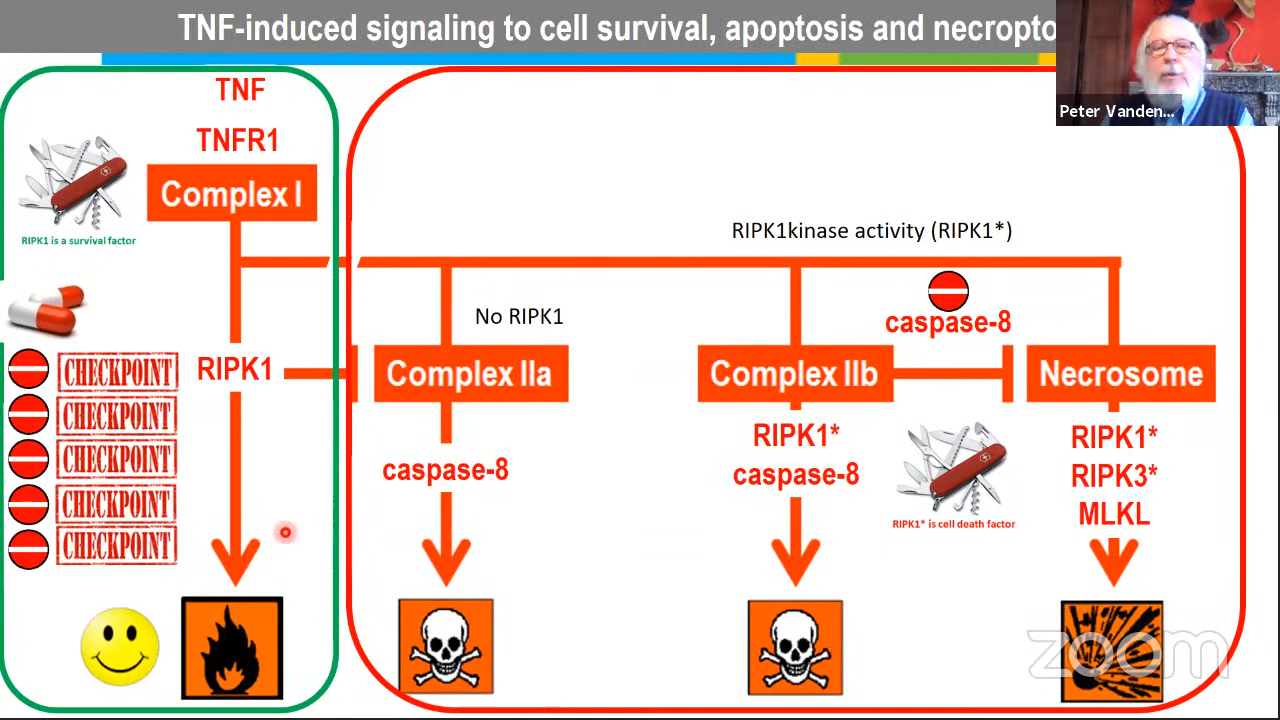 TNF-induced signaling to cell survival, apoptosis and necropto
Peter Vanden...
TNF
TNFR1
Complex I
RIPK1 is a survival factor
RIPK1kinase activity (RIPK1*)
No RIPK1
caspase-8
CHECKPOINT
CHECKPOINT
CHECKPOINT
CHECKPOINT
CHECKPOINT
RIPK1
Complex IIa
Complex IIb
Necrosome
caspase-8
RIPK1*
caspase-8
RIPK1* is cell death factor
RIPK1*
RIPK3*
MLKL
zoom